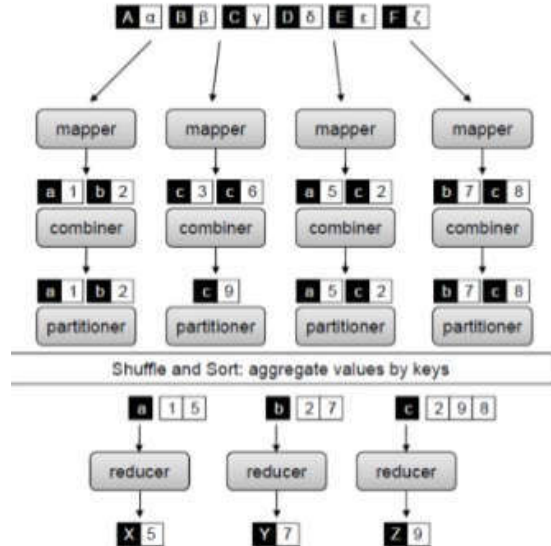 A α B β C γ D δ E ε F ζ
mapper mapper mapper mapper
a 1 b 2 c 3 c 6 a 5 c 2 b 7 c 8
combiner combiner combiner combiner
a 1 b 2 c 9 a 5 c 2 b 7 c 8
partitioner partitioner partitioner partitioner
Shuffle and Sort: aggregate values by keys
a 1 5 b 2 7 c 2 9 8
reducer reducer reducer
X 5 Y 7 Z 9